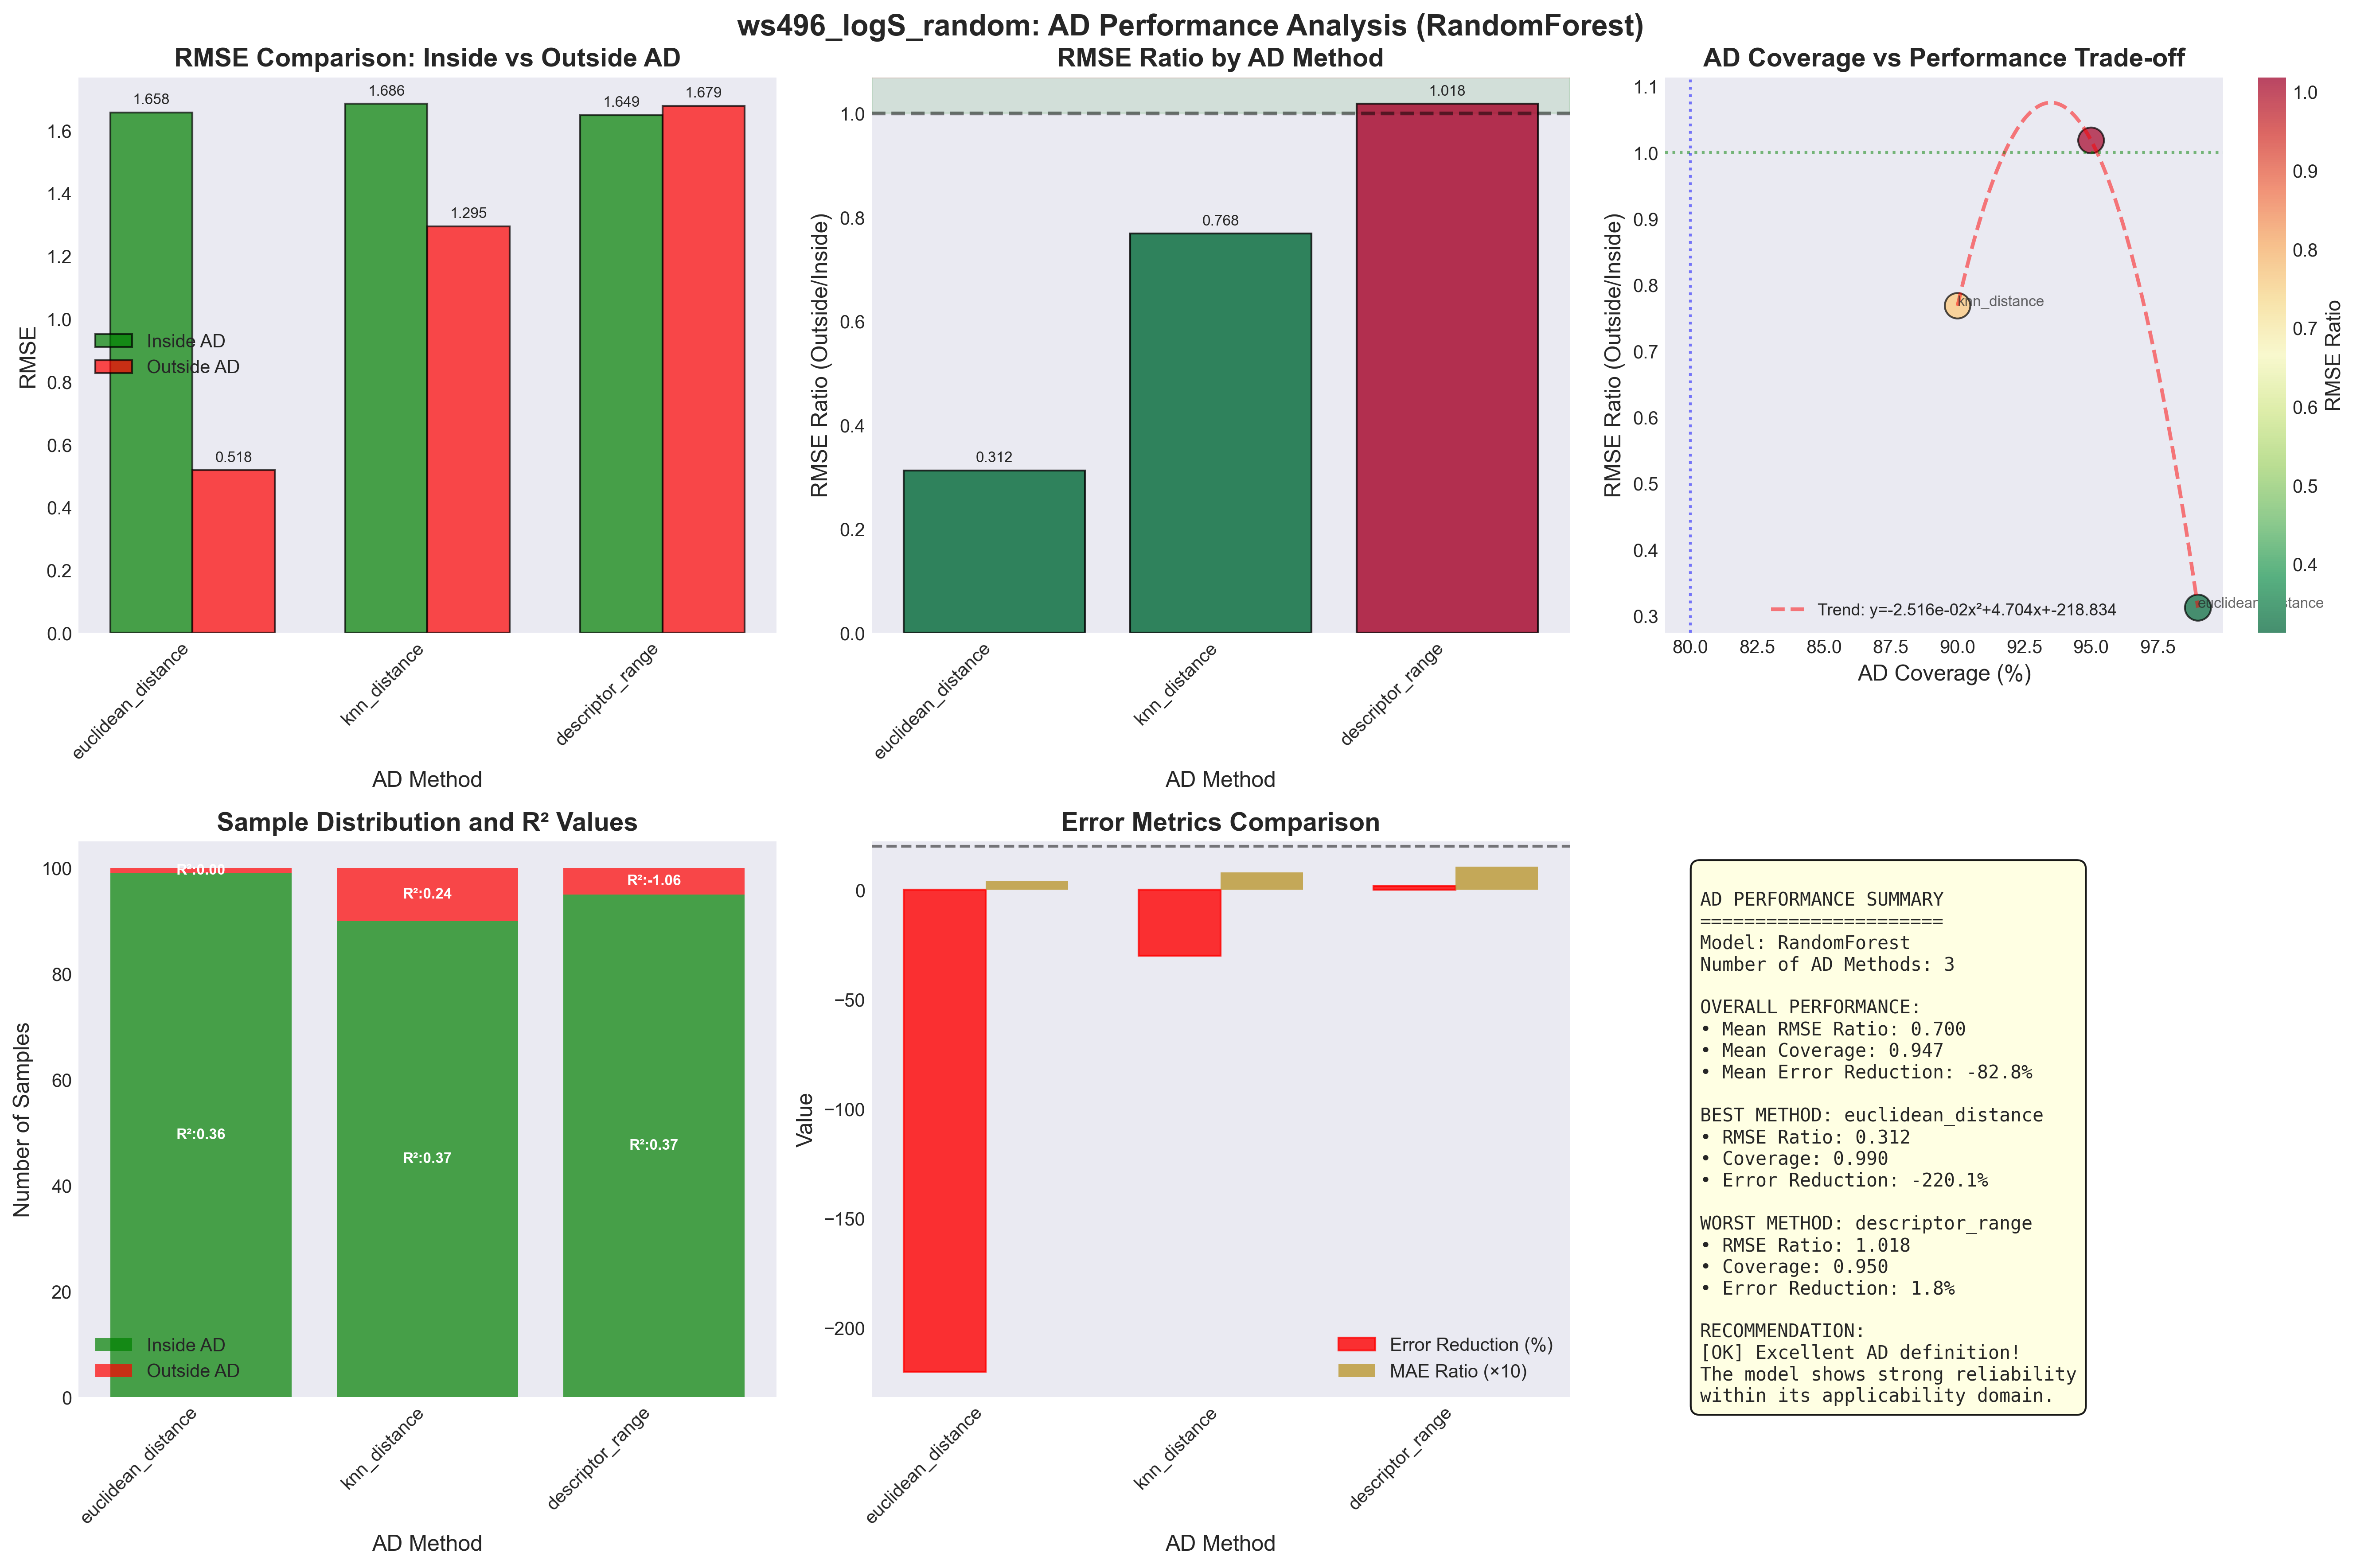 ws496_logS_random: AD Performance Analysis (RandomForest)
RMSE Comparison: Inside vs Outside AD
1.658
0.518
1.686
1.295
1.649
1.679
1.6
1.4
1.2
1.0
0.8
0.6
0.4
0.2
0.0
RMSE
Inside AD
Outside AD
euclidean_distance
knn_distance
descriptor_range
AD Method
RMSE Ratio by AD Method
0.312
0.768
1.018
1.0
0.8
0.6
0.4
0.2
0.0
RMSE Ratio (Outside/Inside)
euclidean_distance
knn_distance
descriptor_range
AD Method
AD Coverage vs Performance Trade-off
1.1
1.0
0.9
0.8
0.7
0.6
0.5
0.4
0.3
RMSE Ratio (Outside/Inside)
knn_distance
euclidean_distance
Trend: y=-2.516e-02x²+4.704x+-218.834
80.0
82.5
85.0
87.5
90.0
92.5
95.0
97.5
AD Coverage (%)
1.0
0.9
0.8
0.7
0.6
0.5
0.4
RMSE Ratio
Sample Distribution and R² Values
100
80
60
40
20
0
Number of Samples
R²:0.00
R²:0.36
R²:0.24
R²:0.37
R²:-1.06
R²:0.37
Inside AD
Outside AD
euclidean_distance
knn_distance
descriptor_range
AD Method
Error Metrics Comparison
0
−50
−100
−150
−200
Value
Error Reduction (%)
MAE Ratio (×10)
euclidean_distance
knn_distance
descriptor_range
AD Method
AD PERFORMANCE SUMMARY
======================
Model: RandomForest
Number of AD Methods: 3
OVERALL PERFORMANCE:
• Mean RMSE Ratio: 0.700
• Mean Coverage: 0.947
• Mean Error Reduction: -82.8%
BEST METHOD: euclidean_distance
• RMSE Ratio: 0.312
• Coverage: 0.990
• Error Reduction: -220.1%
WORST METHOD: descriptor_range
• RMSE Ratio: 1.018
• Coverage: 0.950
• Error Reduction: 1.8%
RECOMMENDATION:
[OK] Excellent AD definition!
The model shows strong reliability
within its applicability domain.